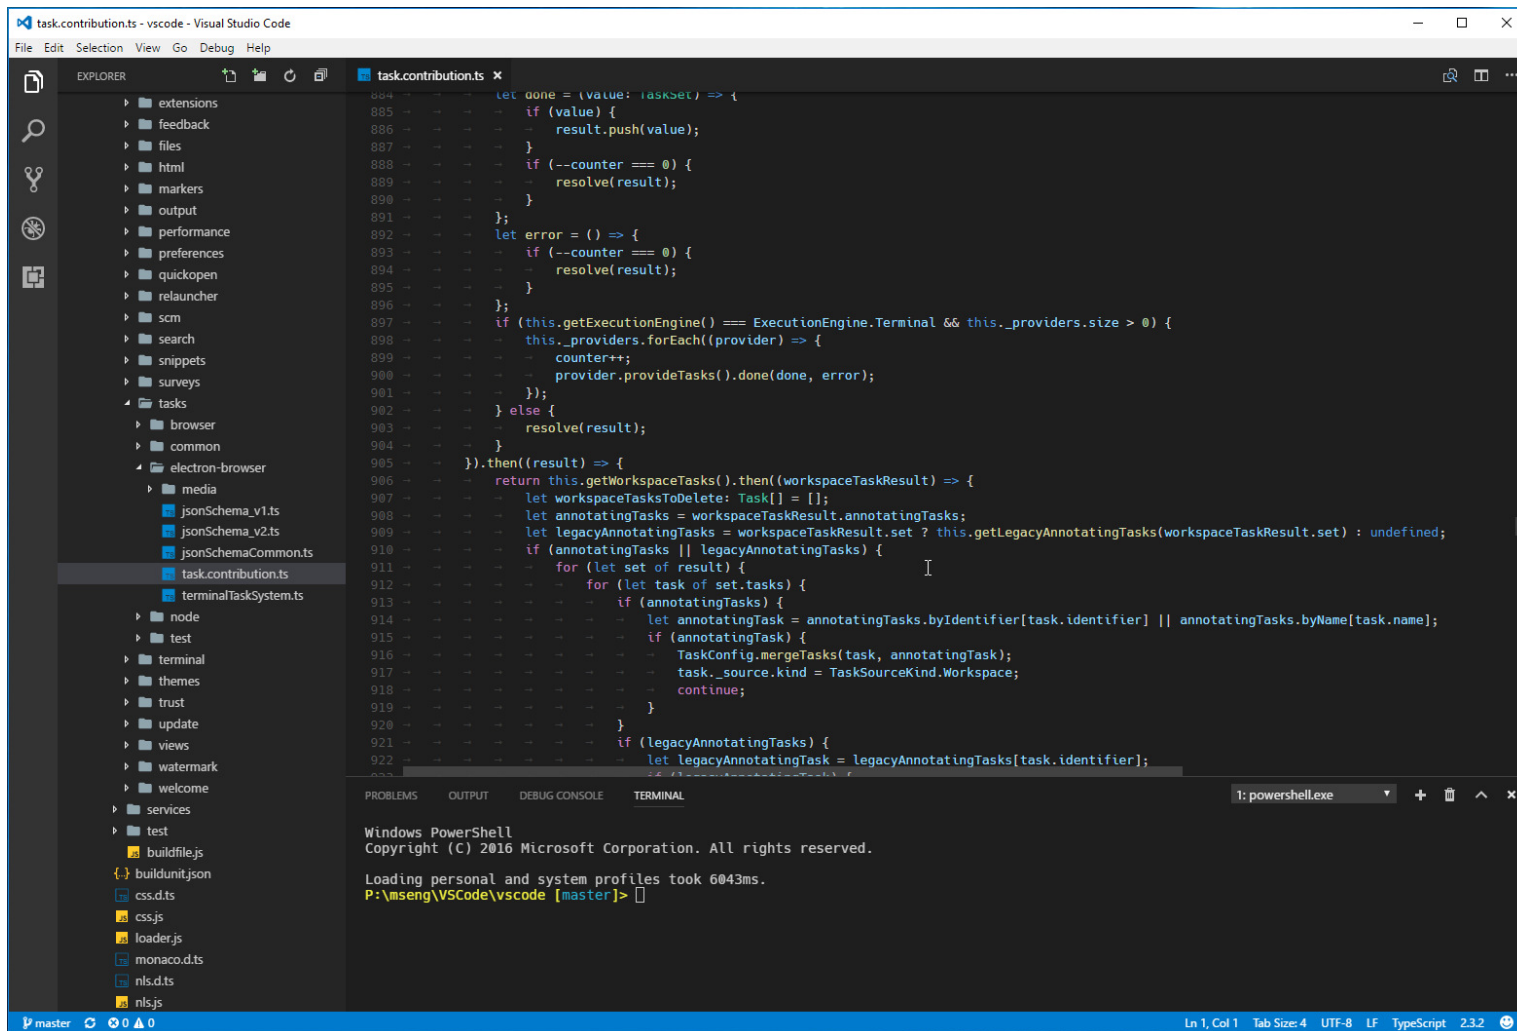 task.contribution.ts - vscode - Visual Studio Code
File Edit Selection View Go Debug Help
EXPLORER
extensions
feedback
files
html
markers
output
performance
preferences
quickopen
relauncher
scm
search
snippets
surveys
tasks
browser
common
electron-browser
media
jsonSchema_v1.ts
jsonSchema_v2.ts
jsonSchemaCommon.ts
task.contribution.ts
terminalTaskSystem.ts
node
test
terminal
themes
trust
update
views
watermark
welcome
services
test
buildfile.js
buildunit.json
css.d.ts
css.js
loader.js
monaco.d.ts
nls.d.ts
nls.js
task.contribution.ts
884 let done = (value: TaskSet) => {
885 if (value) {
886 result.push(value);
887 }
888 if (--counter === 0) {
889 resolve(result);
890 }
891 };
892 let error = () => {
893 if (--counter === 0) {
894 resolve(result);
895 }
896 };
897 if (this.getExecutionEngine() === ExecutionEngine.Terminal && this._providers.size > 0) {
898 this._providers.forEach((provider) => {
899 counter++;
900 provider.provideTasks().done(done, error);
901 });
902 } else {
903 resolve(result);
904 }
905 }).then((result) => {
906 return this.getWorkspaceTasks().then((workspaceTaskResult) => {
907 let workspaceTasksToDelete: Task[] = [];
908 let annotatingTasks = workspaceTaskResult.annotatingTasks;
909 let legacyAnnotatingTasks = workspaceTaskResult.set ? this.getLegacyAnnotatingTasks(workspaceTaskResult.set) : undefined;
910 if (annotatingTasks || legacyAnnotatingTasks) {
911 for (let set of result) {
912 for (let task of set.tasks) {
913 if (annotatingTasks) {
914 let annotatingTask = annotatingTasks.byIdentifier[task.identifier] || annotatingTasks.byName[task.name];
915 if (annotatingTask) {
916 TaskConfig.mergeTasks(task, annotatingTask);
917 task._source.kind = TaskSourceKind.Workspace;
918 continue;
919 }
920 }
921 if (legacyAnnotatingTasks) {
922 let legacyAnnotatingTask = legacyAnnotatingTasks[task.identifier];
PROBLEMS OUTPUT DEBUG CONSOLE TERMINAL
1: powershell.exe
Windows PowerShell
Copyright (C) 2016 Microsoft Corporation. All rights reserved.
Loading personal and system profiles took 6043ms.
P:\mseng\VSCode\vscode [master]>
master 0 0
Ln 1, Col 1 Tab Size: 4 UTF-8 LF TypeScript 2.3.2